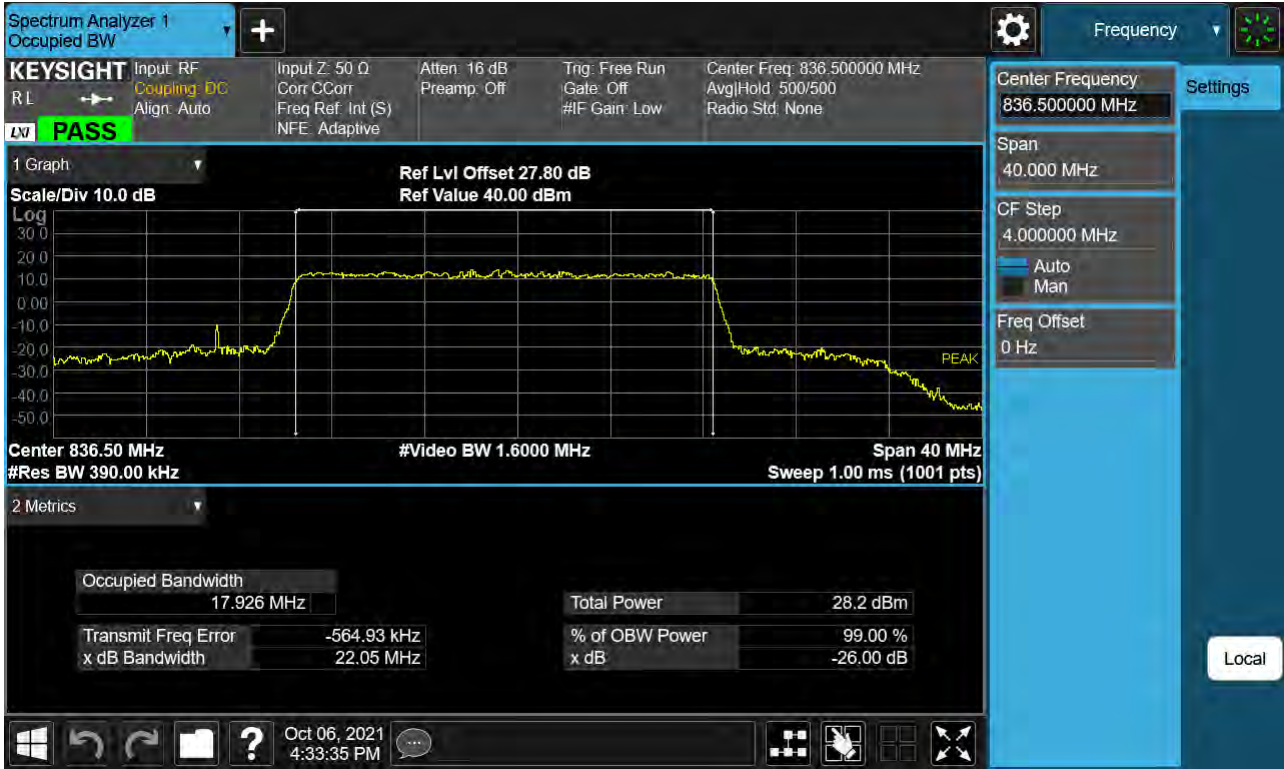 Spectrum Analyzer 1
Occupied BW
+
Frequency
KEYSIGHT
R L
LXI
PASS
Input: RF
Coupling: DC
Align: Auto
Input Z: 50 Ω
Corr CCorr
Freq Ref: Int (S)
NFE: Adaptive
Atten: 16 dB
Preamp: Off
Trig: Free Run
Gate: Off
#IF Gain: Low
Center Freq: 836.500000 MHz
Avg|Hold: 500/500
Radio Std: None
Center Frequency
836.500000 MHz
Settings
Span
40.000 MHz
CF Step
4.000000 MHz
Auto
Man
Freq Offset
0 Hz
Local
1 Graph
Scale/Div 10.0 dB
Ref Lvl Offset 27.80 dB
Ref Value 40.00 dBm
Log
30.0
20.0
10.0
0.00
-10.0
-20.0
-30.0
-40.0
-50.0
PEAK
Center 836.50 MHz
#Video BW 1.6000 MHz
Span 40 MHz
#Res BW 390.00 kHz
Sweep 1.00 ms (1001 pts)
2 Metrics
Occupied Bandwidth
17.926 MHz
Total Power 28.2 dBm
Transmit Freq Error -564.93 kHz
% of OBW Power 99.00 %
x dB Bandwidth 22.05 MHz
x dB -26.00 dB
?
Oct 06, 2021
4:33:35 PM